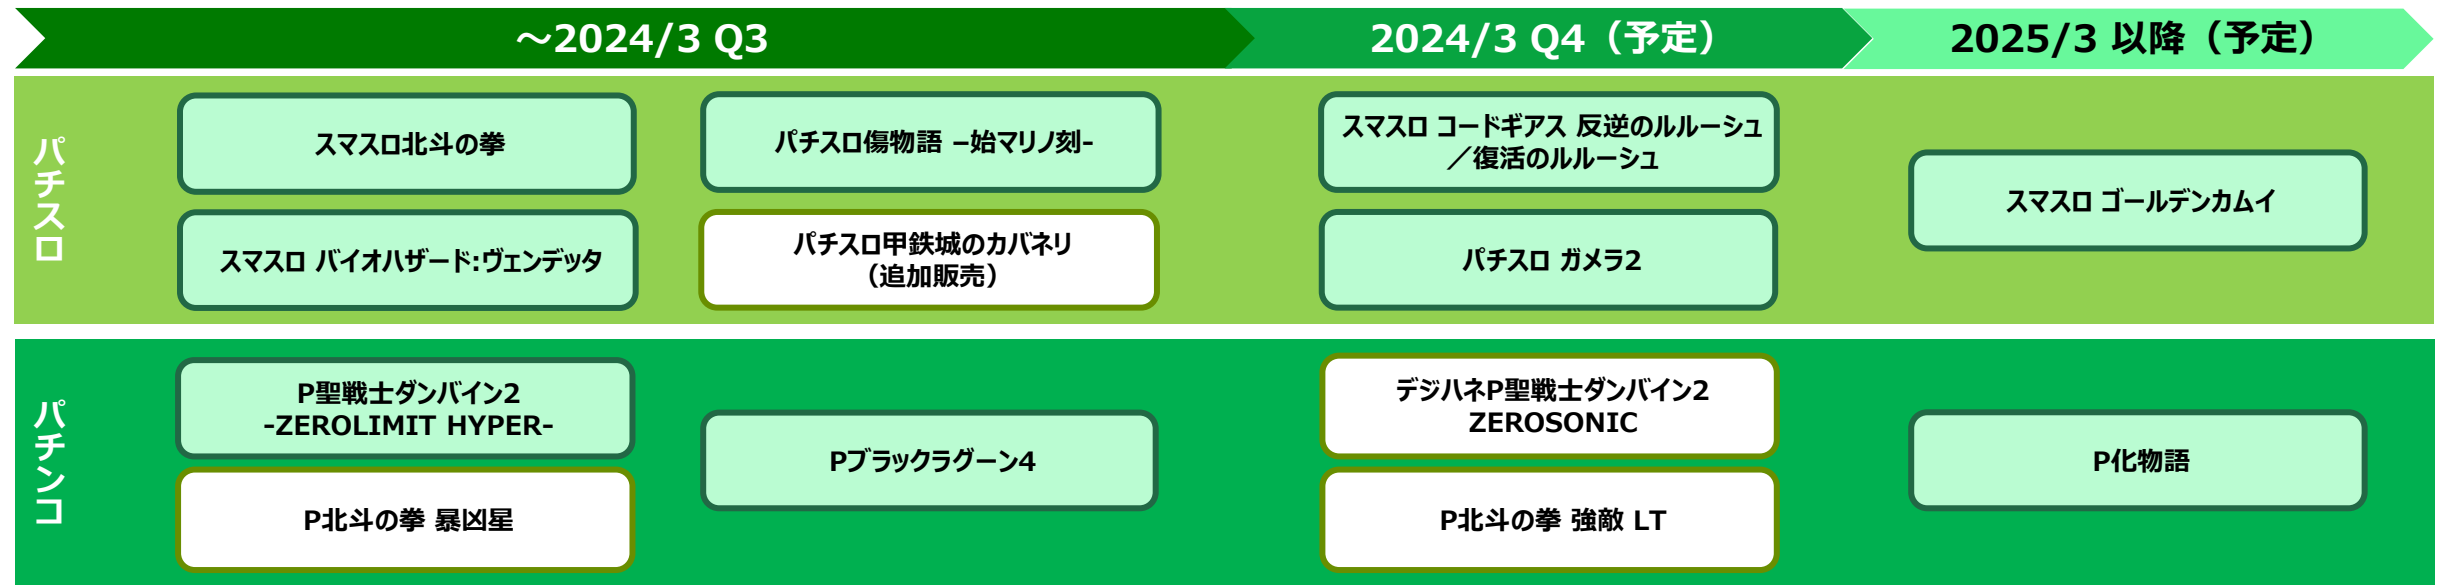 ～2024/3 Q3
2024/3 Q4（予定）
2025/3 以降（予定）
パチスロ
スマスロ北斗の拳
パチスロ傷物語 –始マリノ刻-
スマスロ コードギアス 反逆のルルーシュ
／復活のルルーシュ
スマスロ ゴールデンカムイ
スマスロ バイオハザード:ヴェンデッタ
パチスロ甲鉄城のカバネリ
（追加販売）
パチスロ ガメラ2
パチンコ
P聖戦士ダンバイン2
-ZEROLIMIT HYPER-
Pブラックラグーン4
デジハネP聖戦士ダンバイン2
ZEROSONIC
P化物語
P北斗の拳 暴凶星
P北斗の拳 強敵 LT